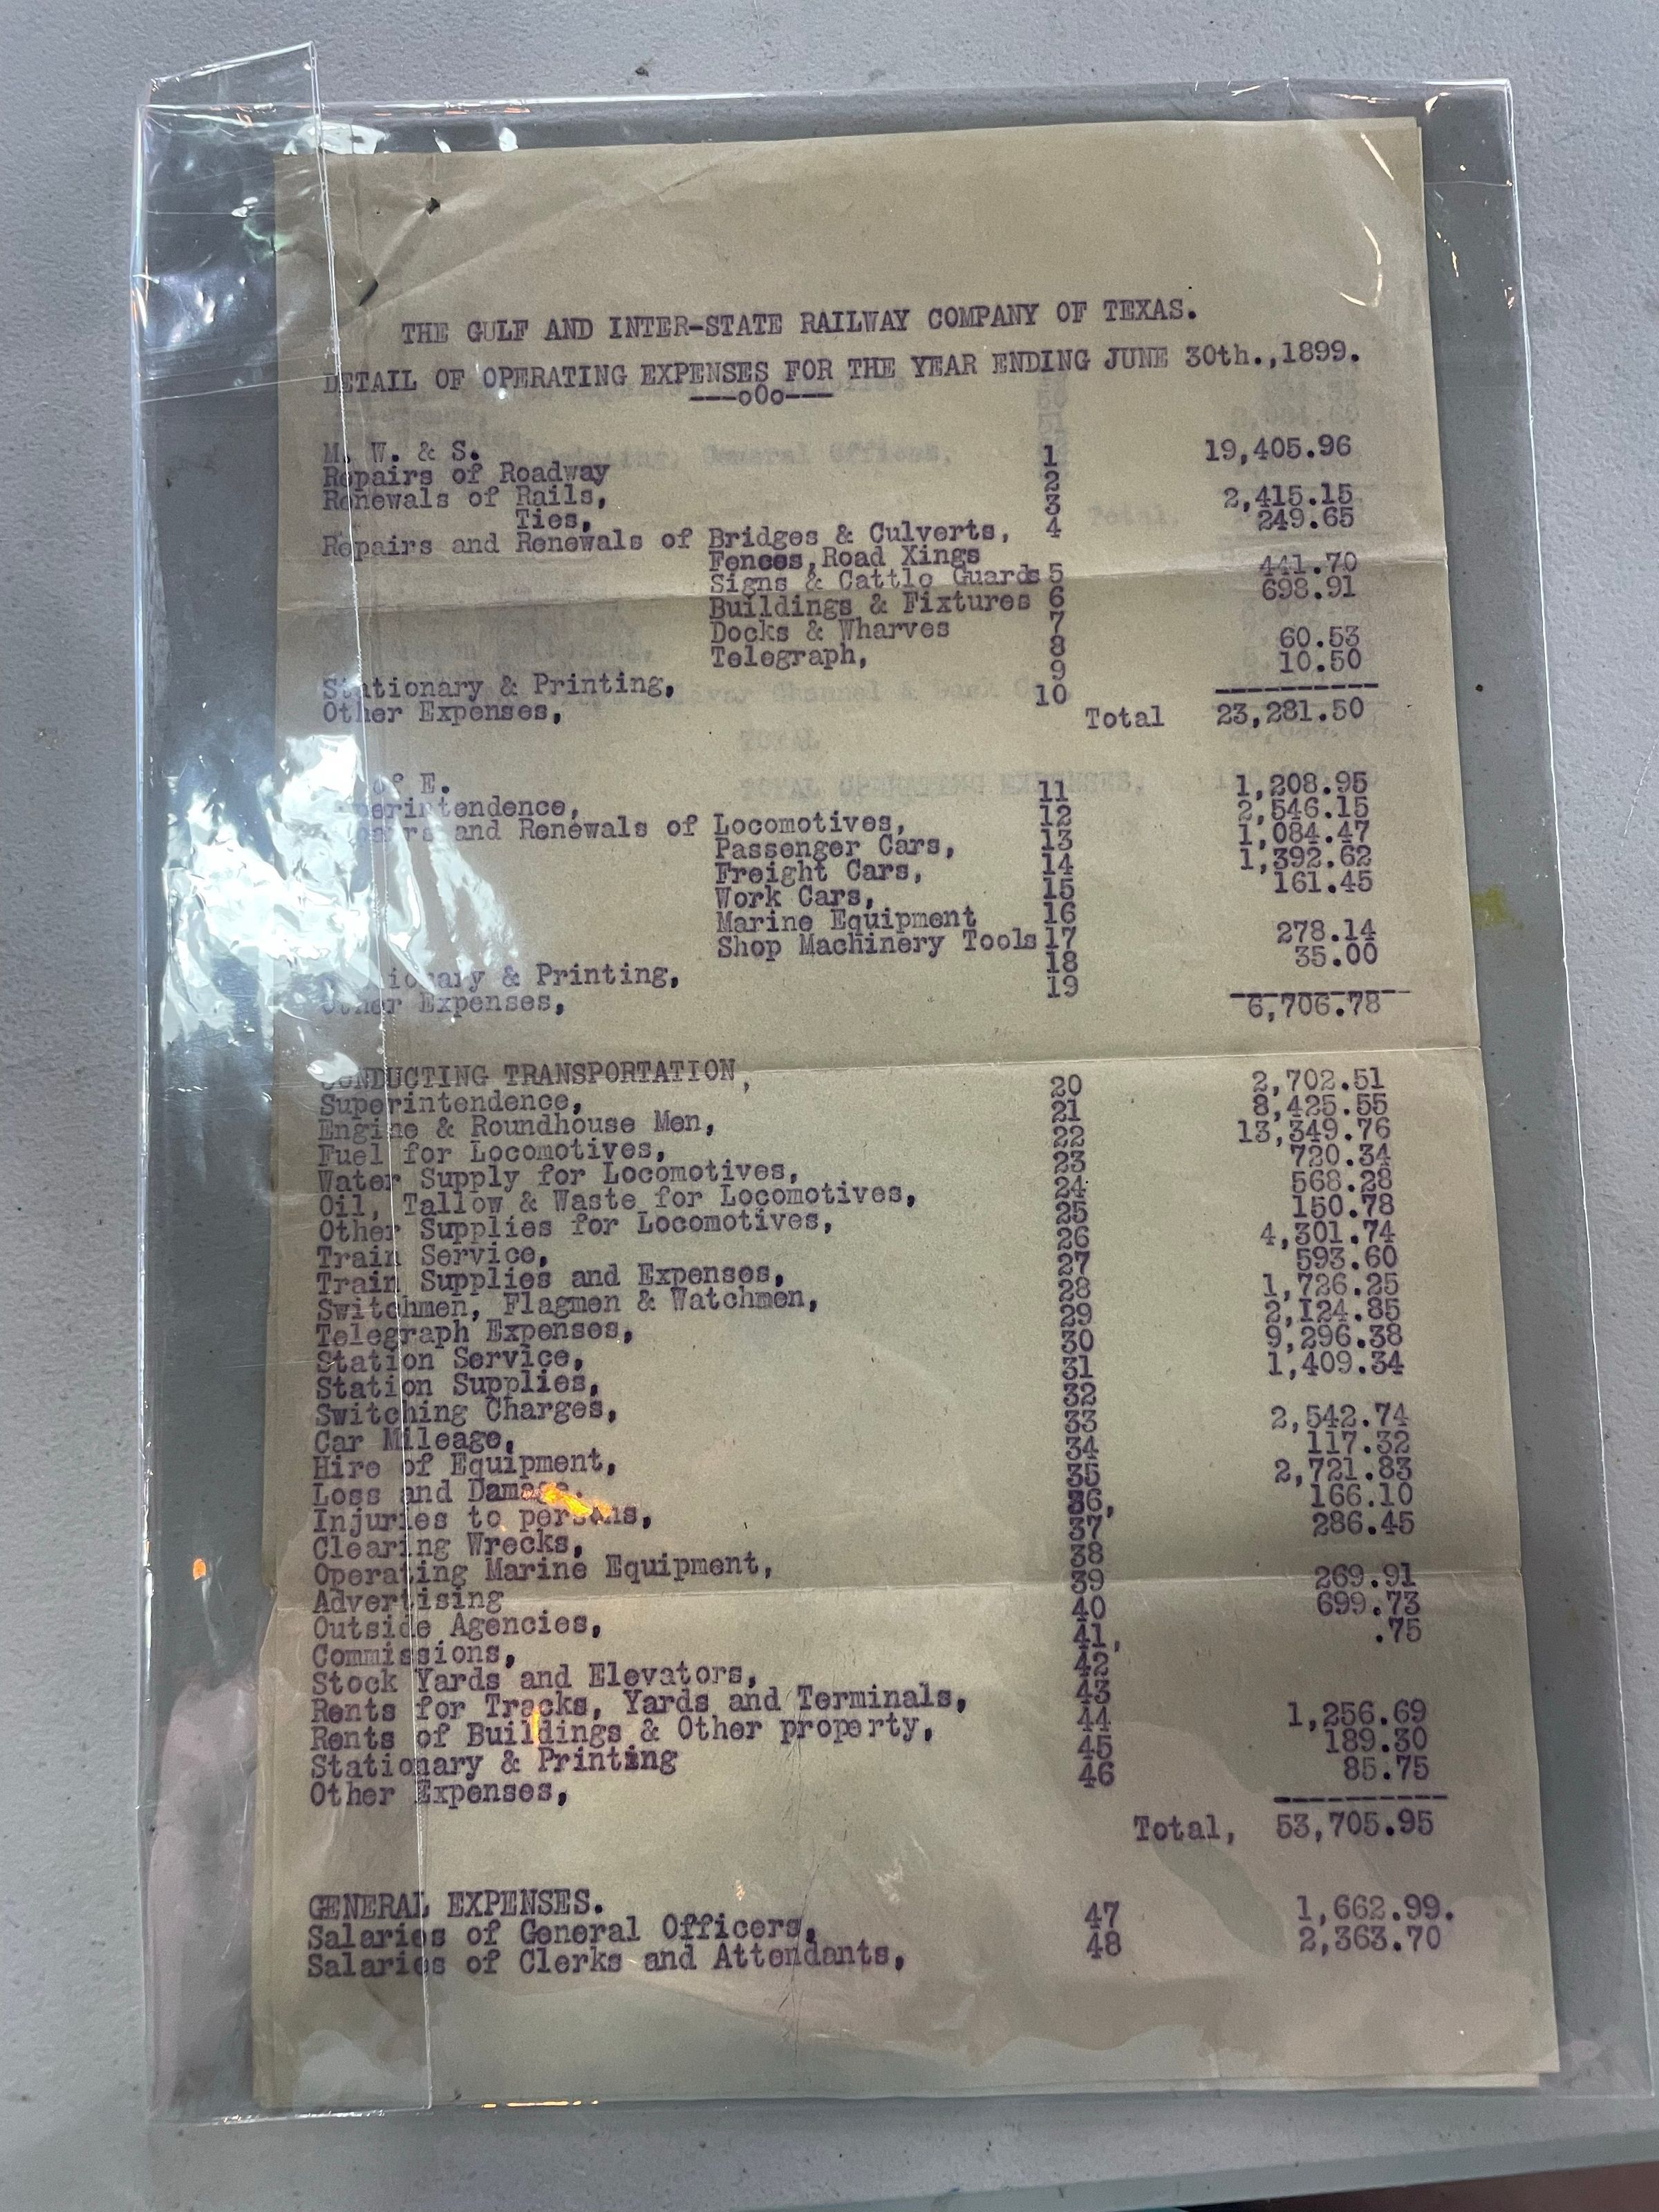 THE GULF AND INTER-STATE RAILWAY COMPANY OF TEXAS.
DETAIL OF OPERATING EXPENSES FOR THE YEAR ENDING JUNE 30th.,1899.
---oOo---
M. W. & S.
Repairs of Roadway 1 19,405.96
Renewals of Rails, 2
Ties, 3 2,415.15
Repairs and Renewals of Bridges & Culverts, 4 249.65
Fences,Road Xings
Signs & Cattle Guards 5 441.70
Buildings & Fixtures 6 698.91
Docks & Wharves 7
Telegraph, 8 60.53
Stationary & Printing, 9 10.50
Other Expenses, 10
Total 23,281.50
of E.
Superintendence, 11 1,208.95
Repairs and Renewals of Locomotives, 12 2,546.15
Passenger Cars, 13 1,084.47
Freight Cars, 14 1,392.62
Work Cars, 15 161.45
Marine Equipment 16
Shop Machinery Tools 17 278.14
Stationary & Printing, 18 35.00
Other Expenses, 19
6,706.78
CONDUCTING TRANSPORTATION,
Superintendence, 20 2,702.51
Engine & Roundhouse Men, 21 8,425.55
Fuel for Locomotives, 22 13,349.76
Water Supply for Locomotives, 23 720.34
Oil, Tallow & Waste for Locomotives, 24 568.28
Other Supplies for Locomotives, 25 150.78
Train Service, 26 4,301.74
Train Supplies and Expenses, 27 593.60
Switchmen, Flagmen & Watchmen, 28 1,726.25
Telegraph Expenses, 29 2,124.85
Station Service, 30 9,296.38
Station Supplies, 31 1,409.34
Switching Charges, 32
Car Mileage, 33 2,542.74
Hire of Equipment, 34 117.32
Loss and Damage. 35 2,721.83
Injuries to persons, 36, 166.10
Clearing Wrecks, 37 286.45
Operating Marine Equipment, 38
Advertising 39 269.91
Outside Agencies, 40 699.73
Commissions, 41, .75
Stock Yards and Elevators, 42
Rents for Tracks, Yards and Terminals, 43
Rents of Buildings & Other property, 44 1,256.69
Stationary & Printing 45 189.30
Other Expenses, 46 85.75
Total, 53,705.95
GENERAL EXPENSES.
Salaries of General Officers, 47 1,662.99.
Salaries of Clerks and Attendants, 48 2,363.70